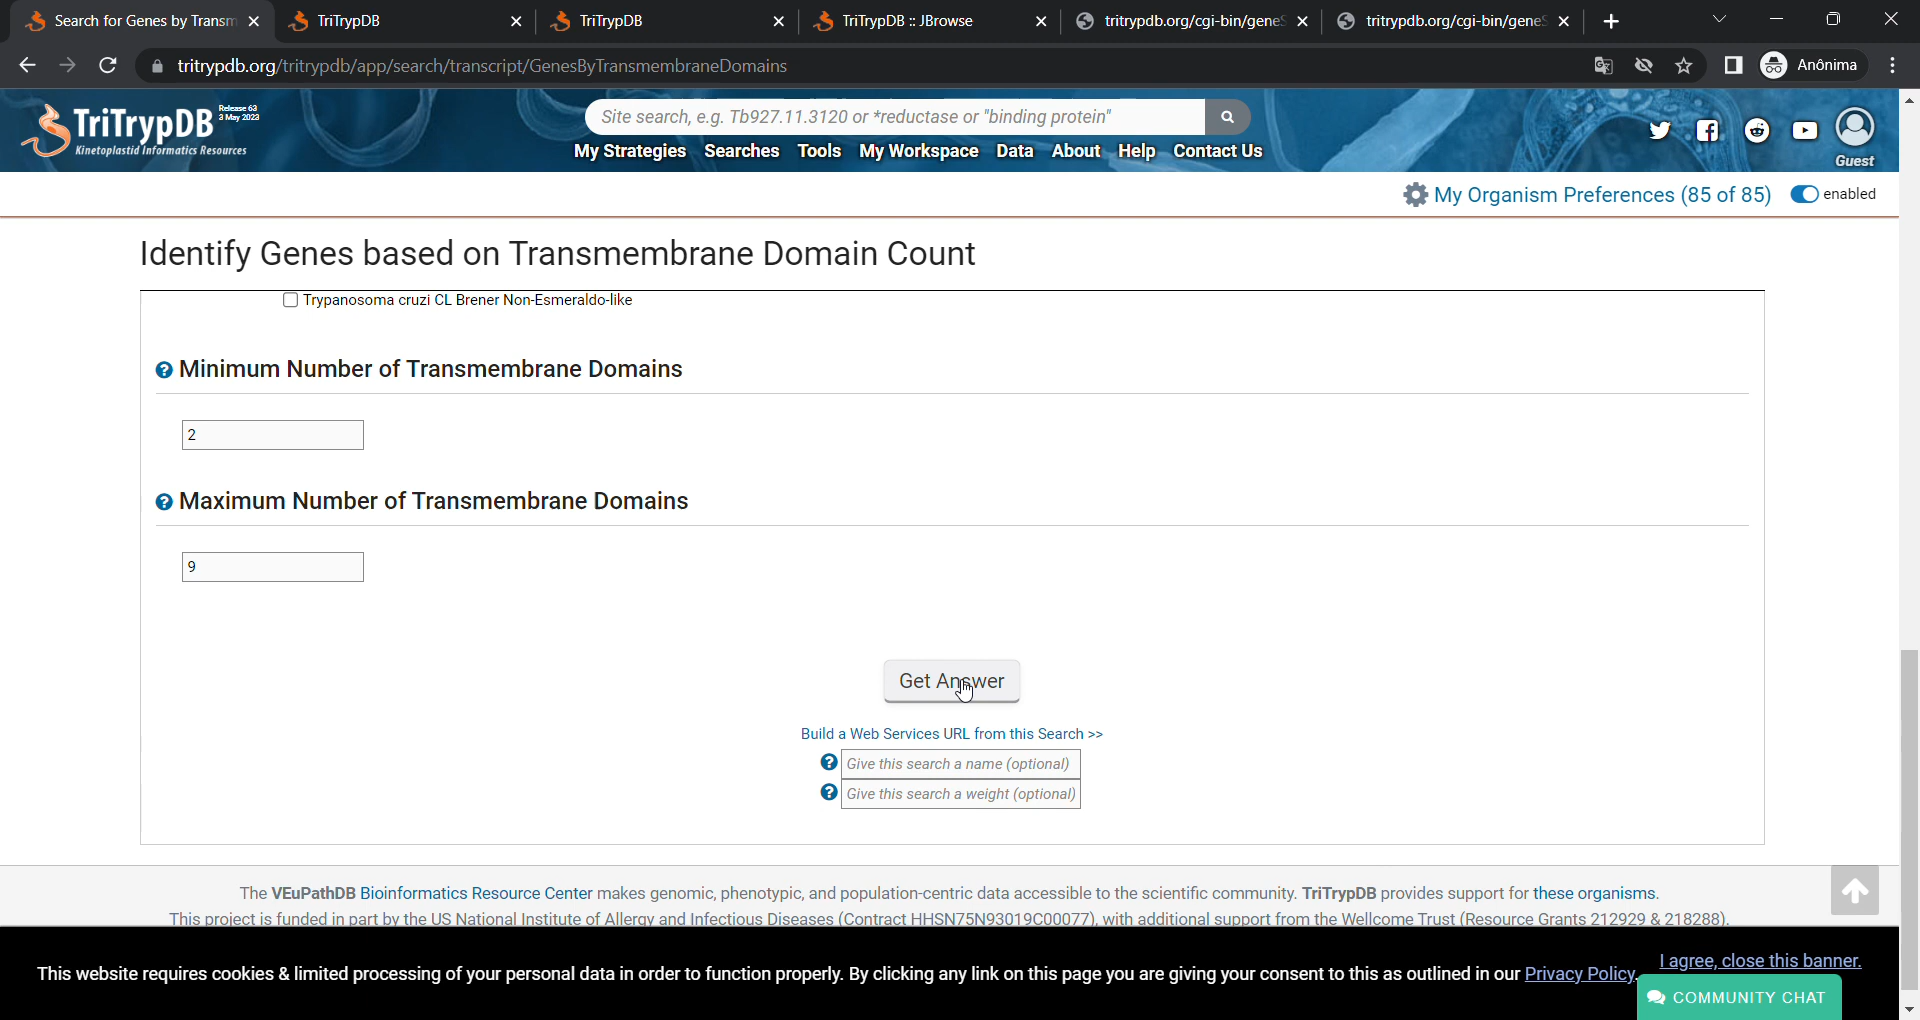 Search for Genes by Transm
TriTrypDB
TriTrypDB
TriTrypDB :: JBrowse
tritrypdb.org/cgi-bin/geneS
tritrypdb.org/cgi-bin/geneS
tritrypdb.org/tritrypdb/app/search/transcript/GenesByTransmembraneDomains
Anônima
TriTrypDB
Release 63
3 May 2023
Kinetoplastid Informatics Resources
Site search, e.g. Tb927.11.3120 or *reductase or "binding protein"
My Strategies Searches Tools My Workspace Data About Help Contact Us
Guest
My Organism Preferences (85 of 85) enabled
Identify Genes based on Transmembrane Domain Count
Trypanosoma cruzi CL Brener Non-Esmeraldo-like
Minimum Number of Transmembrane Domains
2
Maximum Number of Transmembrane Domains
9
Get Answer
Build a Web Services URL from this Search >>
Give this search a name (optional)
Give this search a weight (optional)
The VEuPathDB Bioinformatics Resource Center makes genomic, phenotypic, and population-centric data accessible to the scientific community. TriTrypDB provides support for these organisms.
This project is funded in part by the US National Institute of Allergy and Infectious Diseases (Contract HHSN75N93019C00077), with additional support from the Wellcome Trust (Resource Grants 212929 & 218288).
This website requires cookies & limited processing of your personal data in order to function properly. By clicking any link on this page you are giving your consent to this as outlined in our Privacy Policy.
I agree, close this banner.
COMMUNITY CHAT